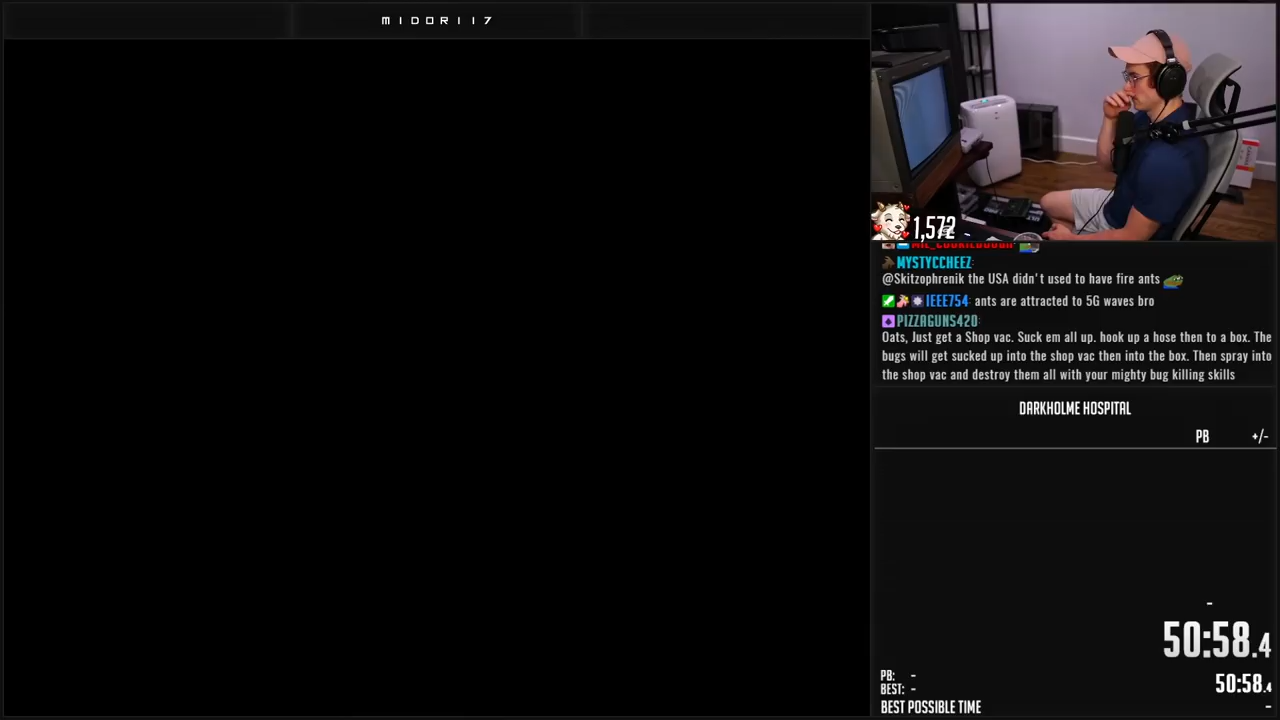 MIDORII7
1,572
MYSTYCCHEEZ:
@Skitzophrenik the USA didn't used to have fire ants
IEEE754: ants are attracted to 5G waves bro
PIZZAGUNS420:
Oats, Just get a Shop vac. Suck em all up. hook up a hose then to a box. The
bugs will get sucked up into the shop vac then into the box. Then spray into
the shop vac and destroy them all with your mighty bug killing skills
DARKHOLME HOSPITAL
PB +/-
-
50:58.4
PB: -
50:58.4
BEST: -
BEST POSSIBLE TIME -